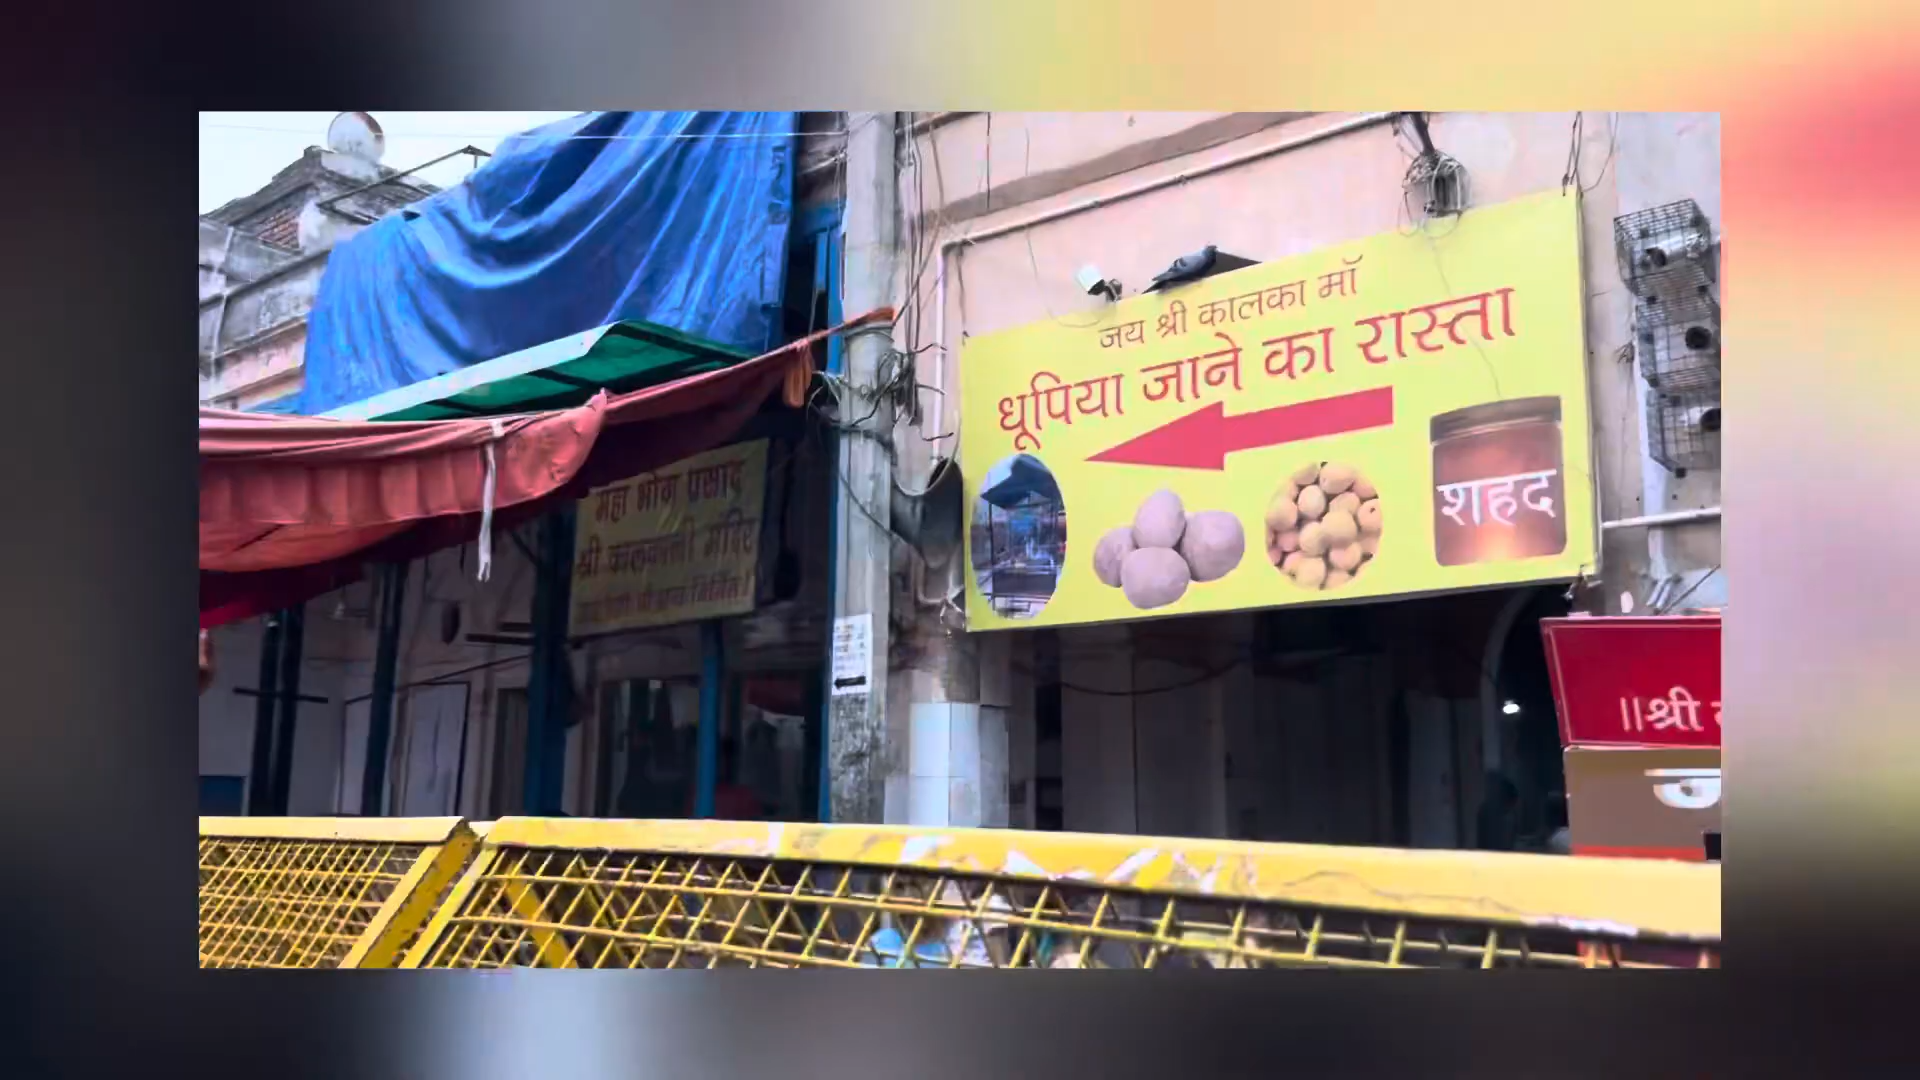 जय श्री कालका मॉ
धूपिया जाने का रास्ता
शहद
महा भोग प्रसाद
श्री कालकाजी मंदिर
॥श्री